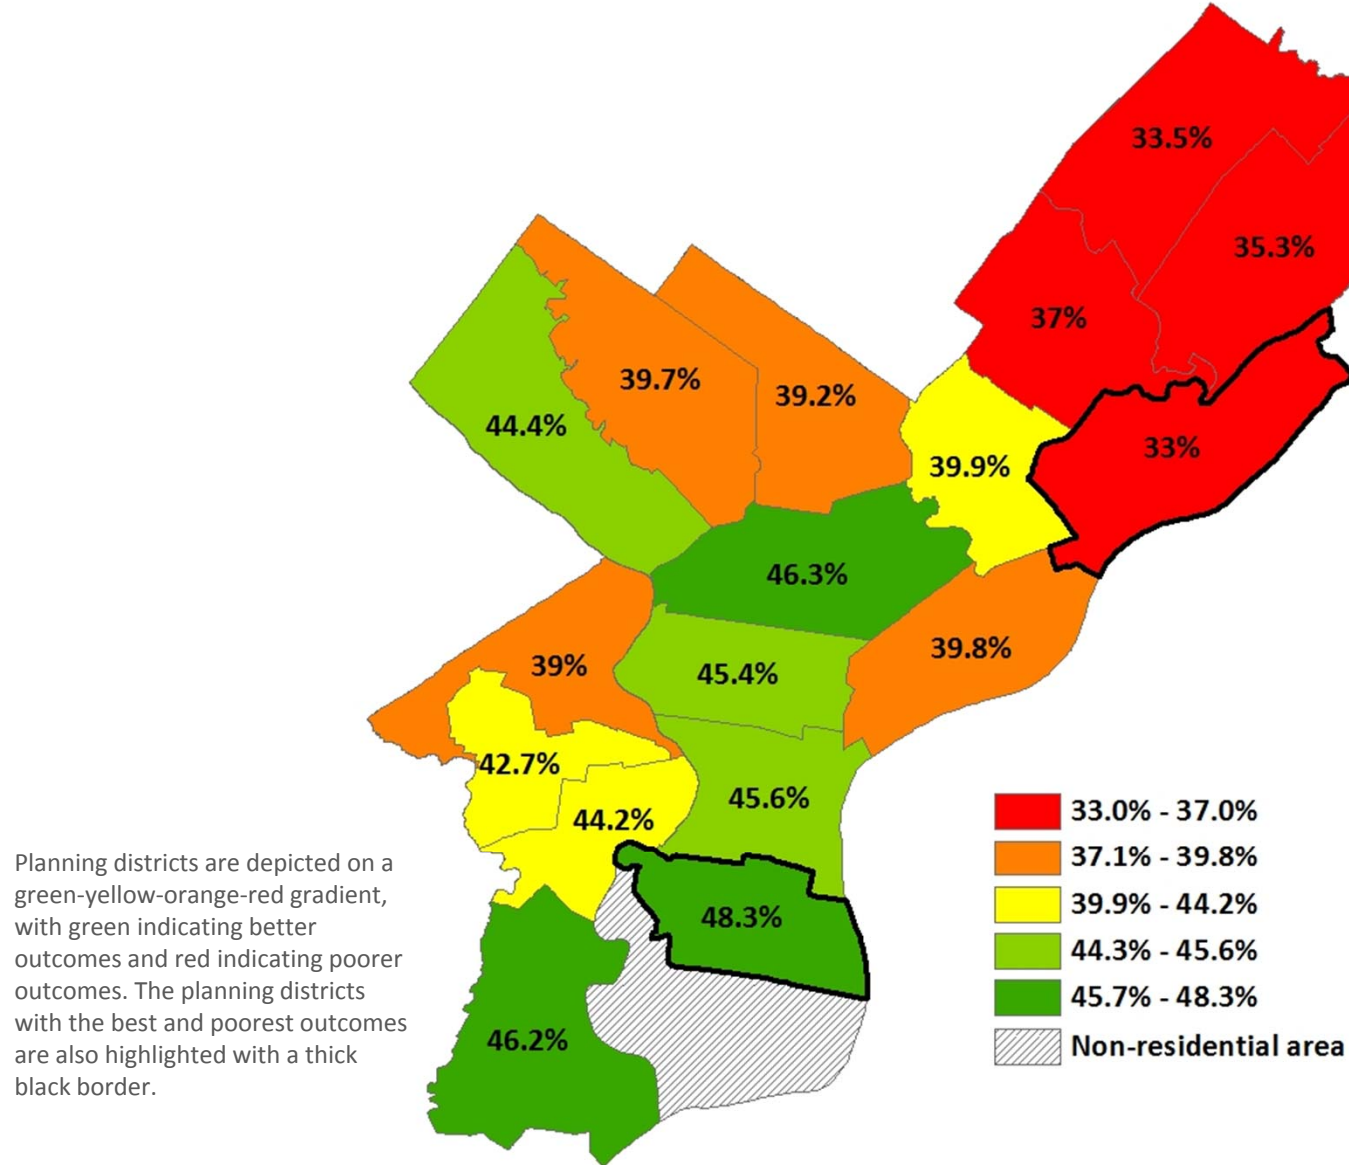 33.5%
35.3%
37%
39.7%
39.2%
44.4%
33%
39.9%
46.3%
39.8%
39%
45.4%
42.7%
45.6%
44.2%
48.3%
46.2%
33.0% - 37.0%
37.1% - 39.8%
39.9% - 44.2%
44.3% - 45.6%
45.7% - 48.3%
Non-residential area
Planning districts are depicted on a
green-yellow-orange-red gradient,
with green indicating better
outcomes and red indicating poorer
outcomes. The planning districts
with the best and poorest outcomes
are also highlighted with a thick
black border.